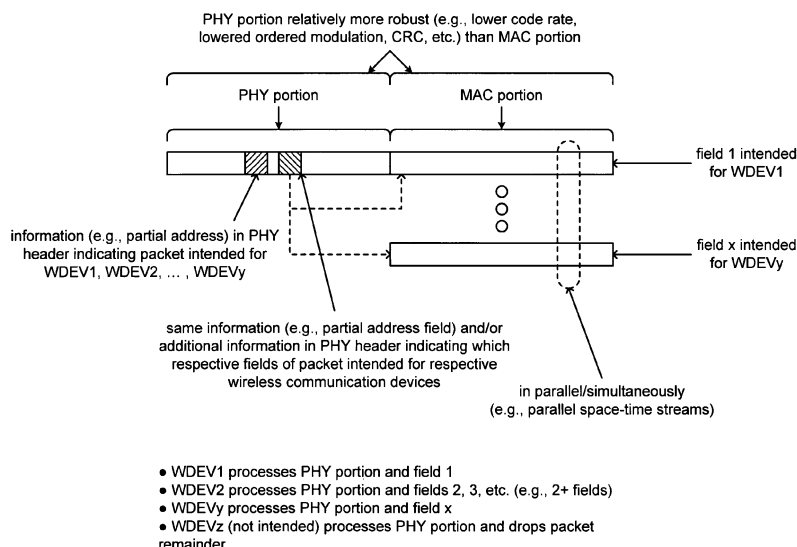 PHY portion relatively more robust (e.g., lower code rate,
lowered ordered modulation, CRC, etc.) than MAC portion
PHY portion
MAC portion
field 1 intended
for WDEV1
information (e.g., partial address) in PHY
header indicating packet intended for
WDEV1, WDEV2, ... , WDEVy
field x intended
for WDEVy
same information (e.g., partial address field) and/or
additional information in PHY header indicating which
respective fields of packet intended for respective
wireless communication devices
in parallel/simultaneously
(e.g., parallel space-time streams)
● WDEV1 processes PHY portion and field 1
● WDEV2 processes PHY portion and fields 2, 3, etc. (e.g., 2+ fields)
● WDEVy processes PHY portion and field x
● WDEVz (not intended) processes PHY portion and drops packet
remainder